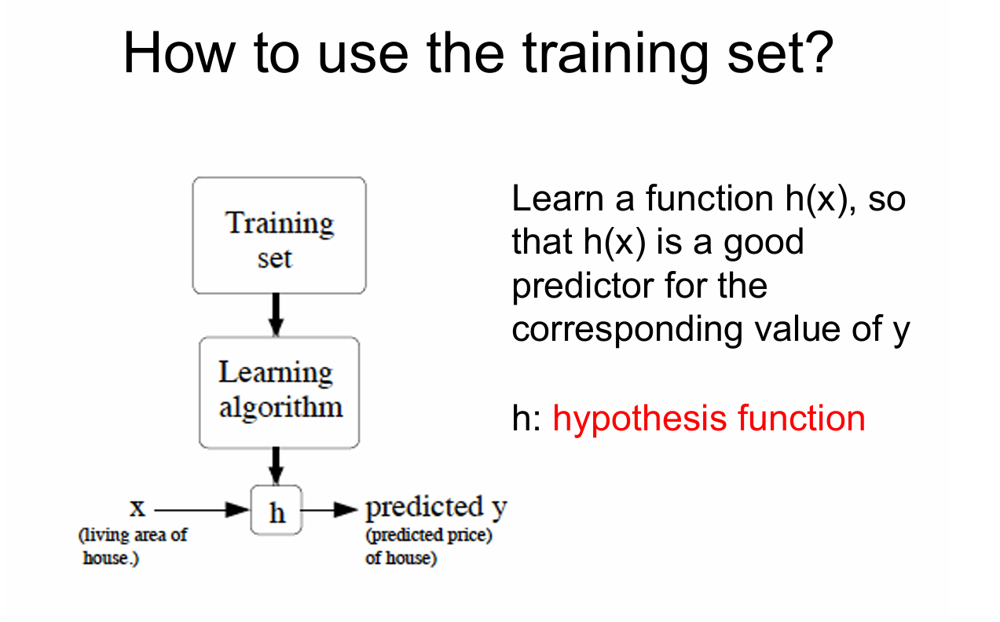 How to use the training set?
Training
set
Learning
algorithm
x
(living area of
house.)
h
predicted y
(predicted price)
of house)
Learn a function h(x), so
that h(x) is a good
predictor for the
corresponding value of y
h: hypothesis function